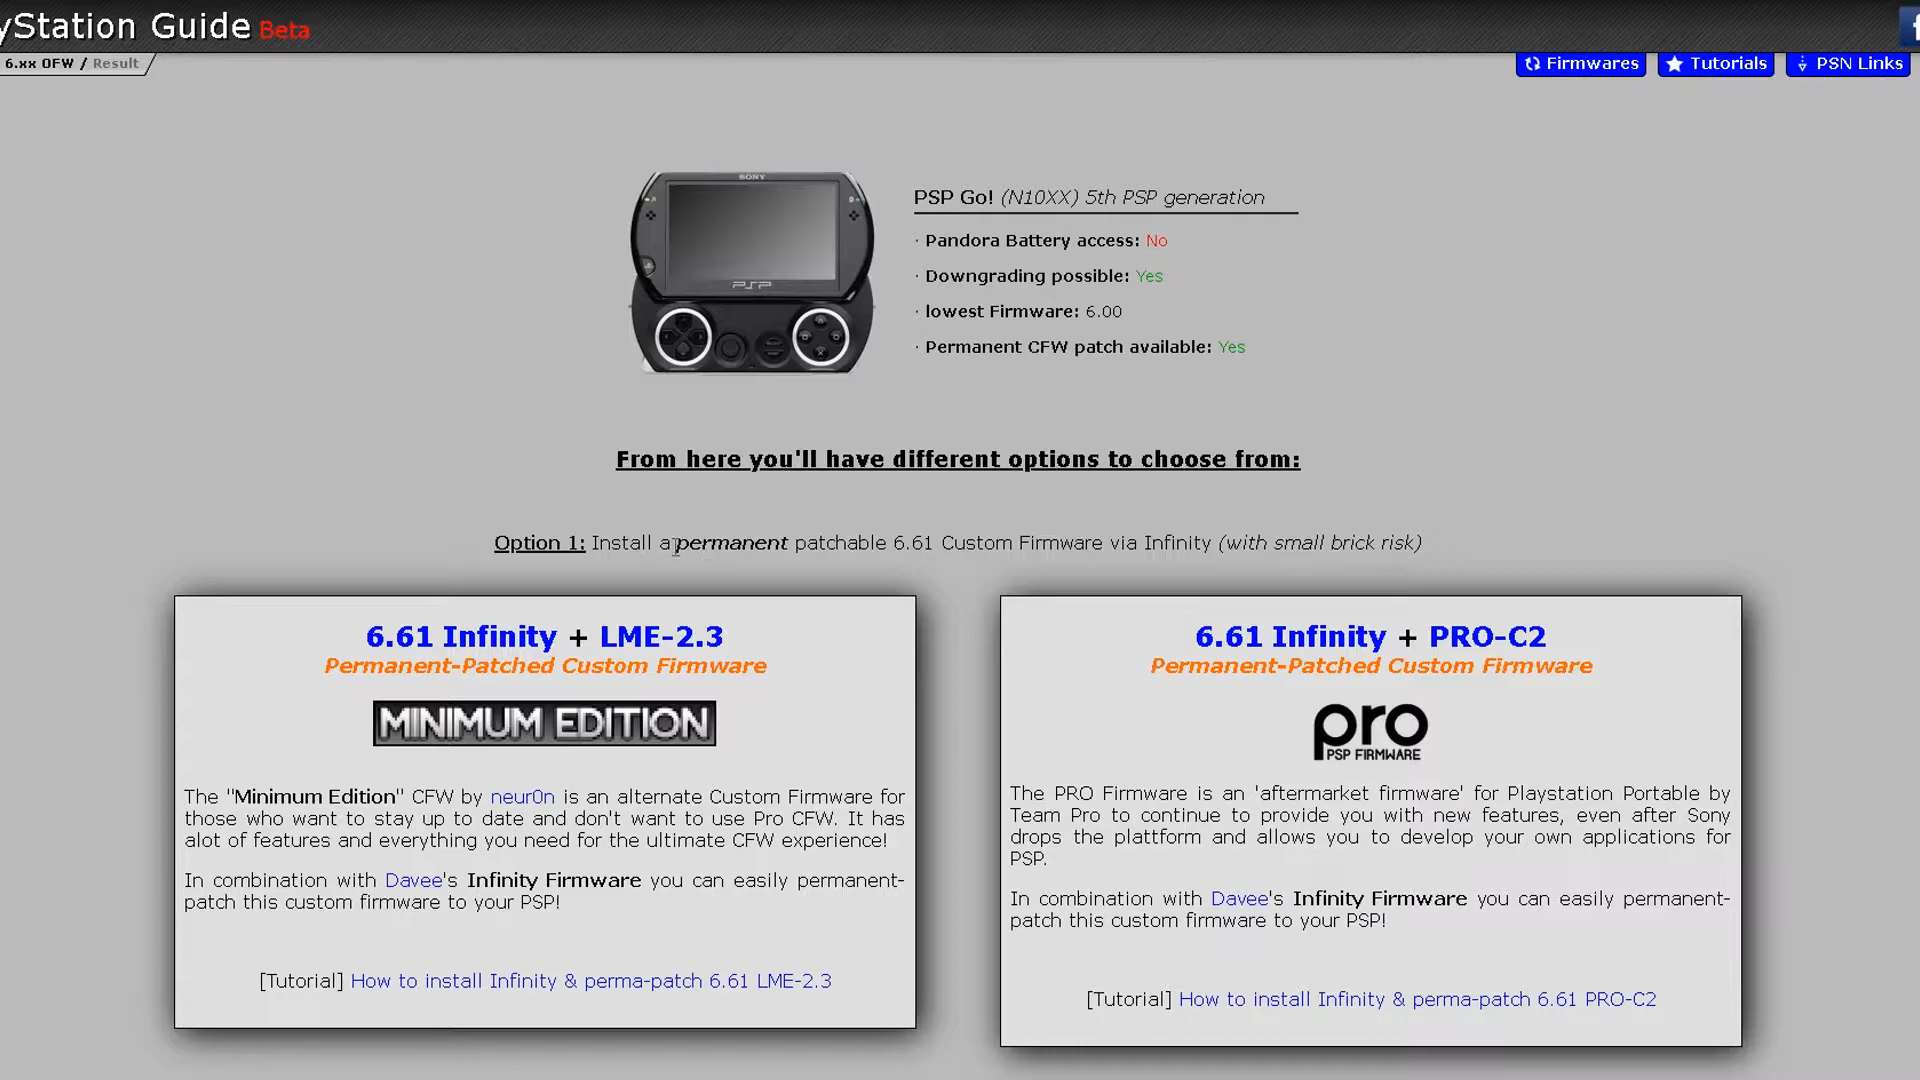 yStation Guide Beta
6.xx OFW / Result
Firmwares
Tutorials
PSN Links
SONY
PSP
PSP Go! (N10XX) 5th PSP generation
· Pandora Battery access: No
· Downgrading possible: Yes
· lowest Firmware: 6.00
· Permanent CFW patch available: Yes
From here you'll have different options to choose from:
Option 1: Install a permanent patchable 6.61 Custom Firmware via Infinity (with small brick risk)
6.61 Infinity + LME-2.3
Permanent-Patched Custom Firmware
MINIMUM EDITION
The "Minimum Edition" CFW by neur0n is an alternate Custom Firmware for
those who want to stay up to date and don't want to use Pro CFW. It has
alot of features and everything you need for the ultimate CFW experience!
In combination with Davee's Infinity Firmware you can easily permanent-
patch this custom firmware to your PSP!
[Tutorial] How to install Infinity & perma-patch 6.61 LME-2.3
6.61 Infinity + PRO-C2
Permanent-Patched Custom Firmware
pro
PSP FIRMWARE
The PRO Firmware is an 'aftermarket firmware' for Playstation Portable by
Team Pro to continue to provide you with new features, even after Sony
drops the plattform and allows you to develop your own applications for
PSP.
In combination with Davee's Infinity Firmware you can easily permanent-
patch this custom firmware to your PSP!
[Tutorial] How to install Infinity & perma-patch 6.61 PRO-C2